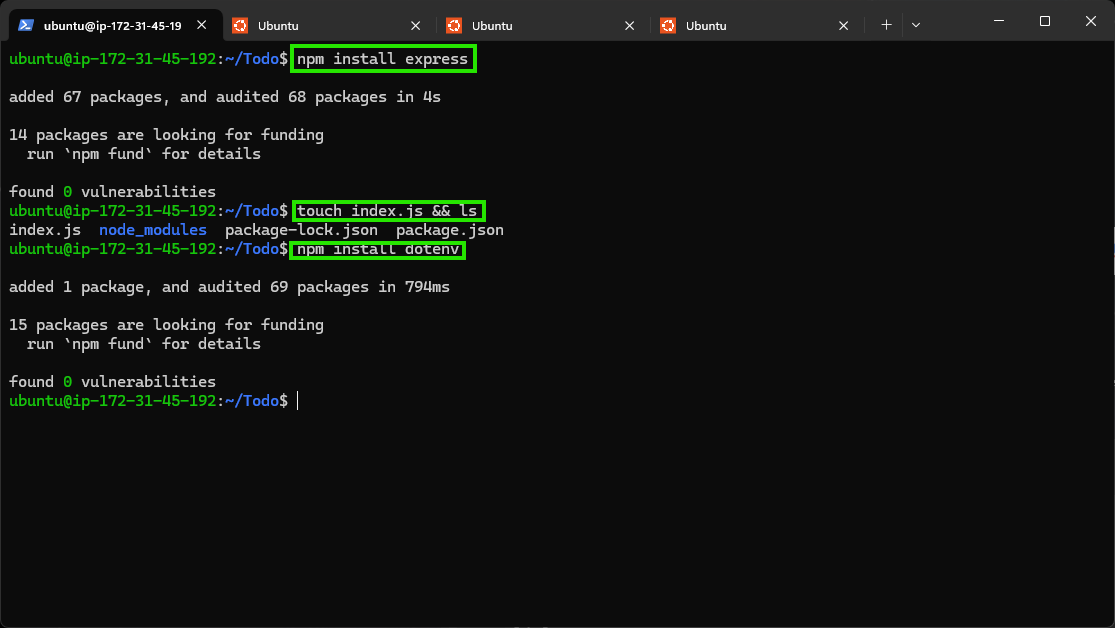 ubuntu@ip-172-31-45-19 Ubuntu Ubuntu Ubuntu
ubuntu@ip-172-31-45-192:~/Todo$ npm install express
added 67 packages, and audited 68 packages in 4s
14 packages are looking for funding
  run `npm fund` for details
found 0 vulnerabilities
ubuntu@ip-172-31-45-192:~/Todo$ touch index.js && ls
index.js  node_modules  package-lock.json  package.json
ubuntu@ip-172-31-45-192:~/Todo$ npm install dotenv
added 1 package, and audited 69 packages in 794ms
15 packages are looking for funding
  run `npm fund` for details
found 0 vulnerabilities
ubuntu@ip-172-31-45-192:~/Todo$